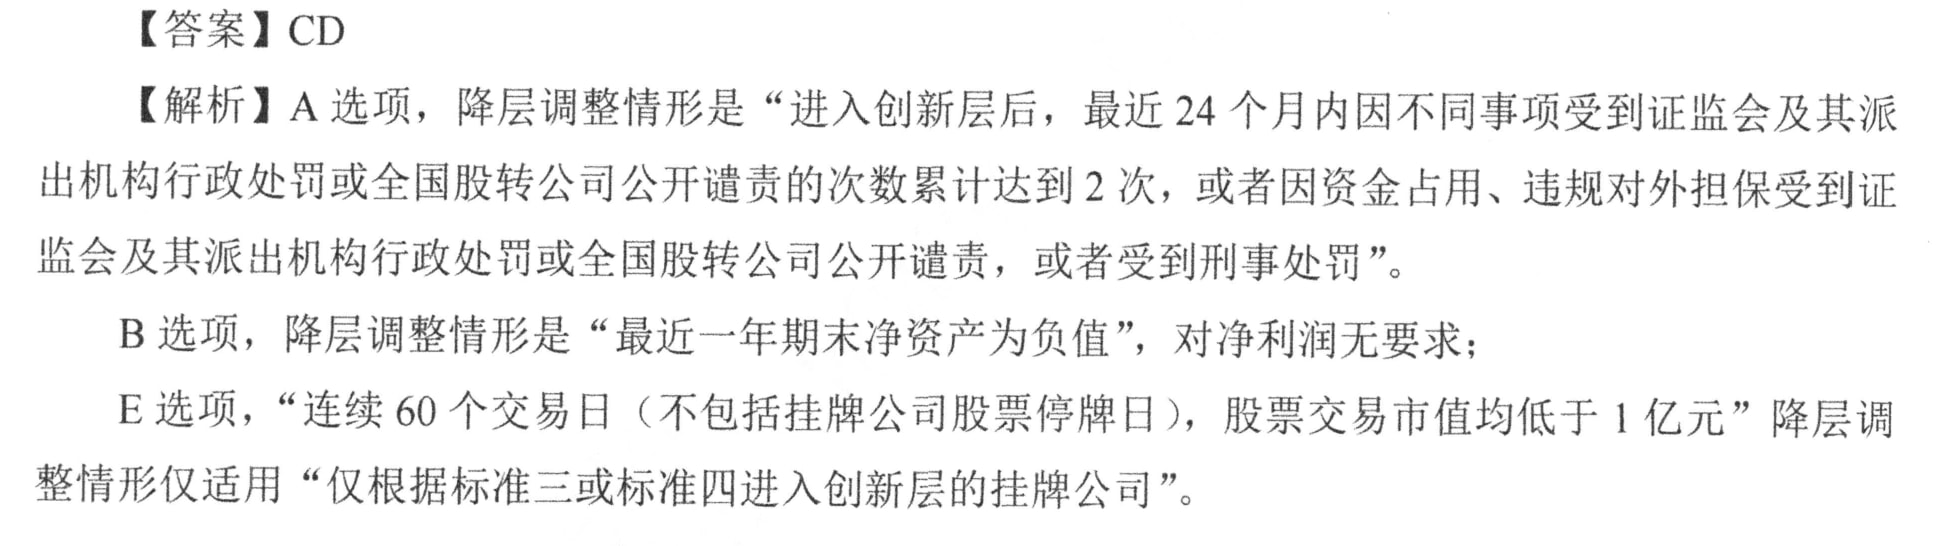 【答案】CD
【解析】A 选项，降层调整情形是“进入创新层后，最近 24 个月内因不同事项受到证监会及其派
出机构行政处罚或全国股转公司公开谴责的次数累计达到 2 次，或者因资金占用、违规对外担保受到证
监会及其派出机构行政处罚或全国股转公司公开谴责，或者受到刑事处罚”。
B 选项，降层调整情形是“最近一年期末净资产为负值”，对净利润无要求；
E 选项，“连续 60 个交易日（不包括挂牌公司股票停牌日），股票交易市值均低于 1 亿元”降层调
整情形仅适用“仅根据标准三或标准四进入创新层的挂牌公司”。